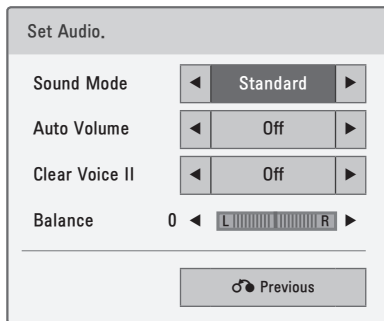 Set Audio.
Sound Mode ◀ Standard ▶
Auto Volume ◀ Off ▶
Clear Voice II ◀ Off ▶
Balance 0 ◀ L R ▶
Previous